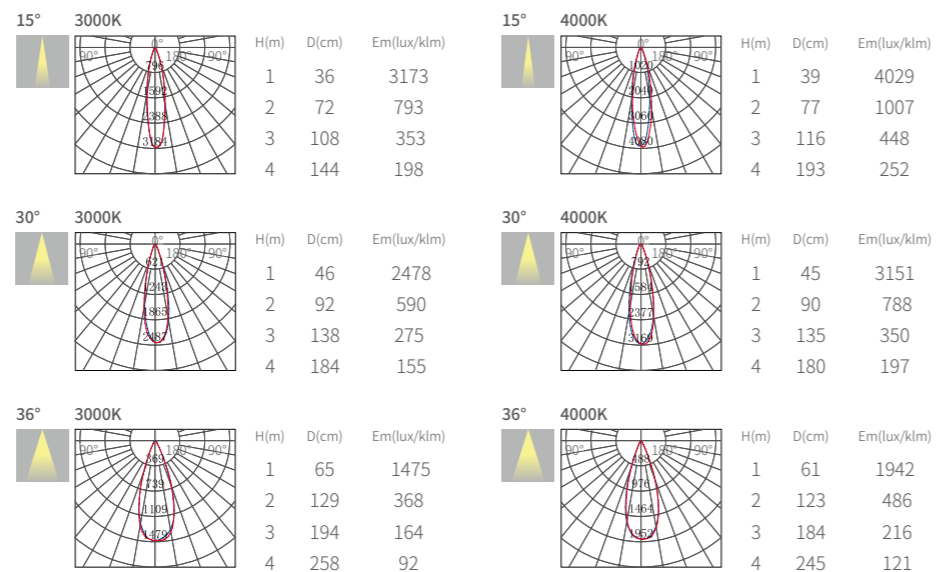 15° 3000K
0°
90° 180° 90°
796
1592
2388
3184
H(m) D(cm) Em(lux/klm)
1 36 3173
2 72 793
3 108 353
4 144 198
15° 4000K
0°
90° 180° 90°
1020
2040
3060
4080
H(m) D(cm) Em(lux/klm)
1 39 4029
2 77 1007
3 116 448
4 193 252
30° 3000K
0°
90° 180° 90°
621
1243
1865
2487
H(m) D(cm) Em(lux/klm)
1 46 2478
2 92 590
3 138 275
4 184 155
30° 4000K
0°
90° 180° 90°
792
1584
2377
3169
H(m) D(cm) Em(lux/klm)
1 45 3151
2 90 788
3 135 350
4 180 197
36° 3000K
0°
90° 180° 90°
369
739
1109
1479
H(m) D(cm) Em(lux/klm)
1 65 1475
2 129 368
3 194 164
4 258 92
36° 4000K
0°
90° 180° 90°
488
976
1464
1952
H(m) D(cm) Em(lux/klm)
1 61 1942
2 123 486
3 184 216
4 245 121